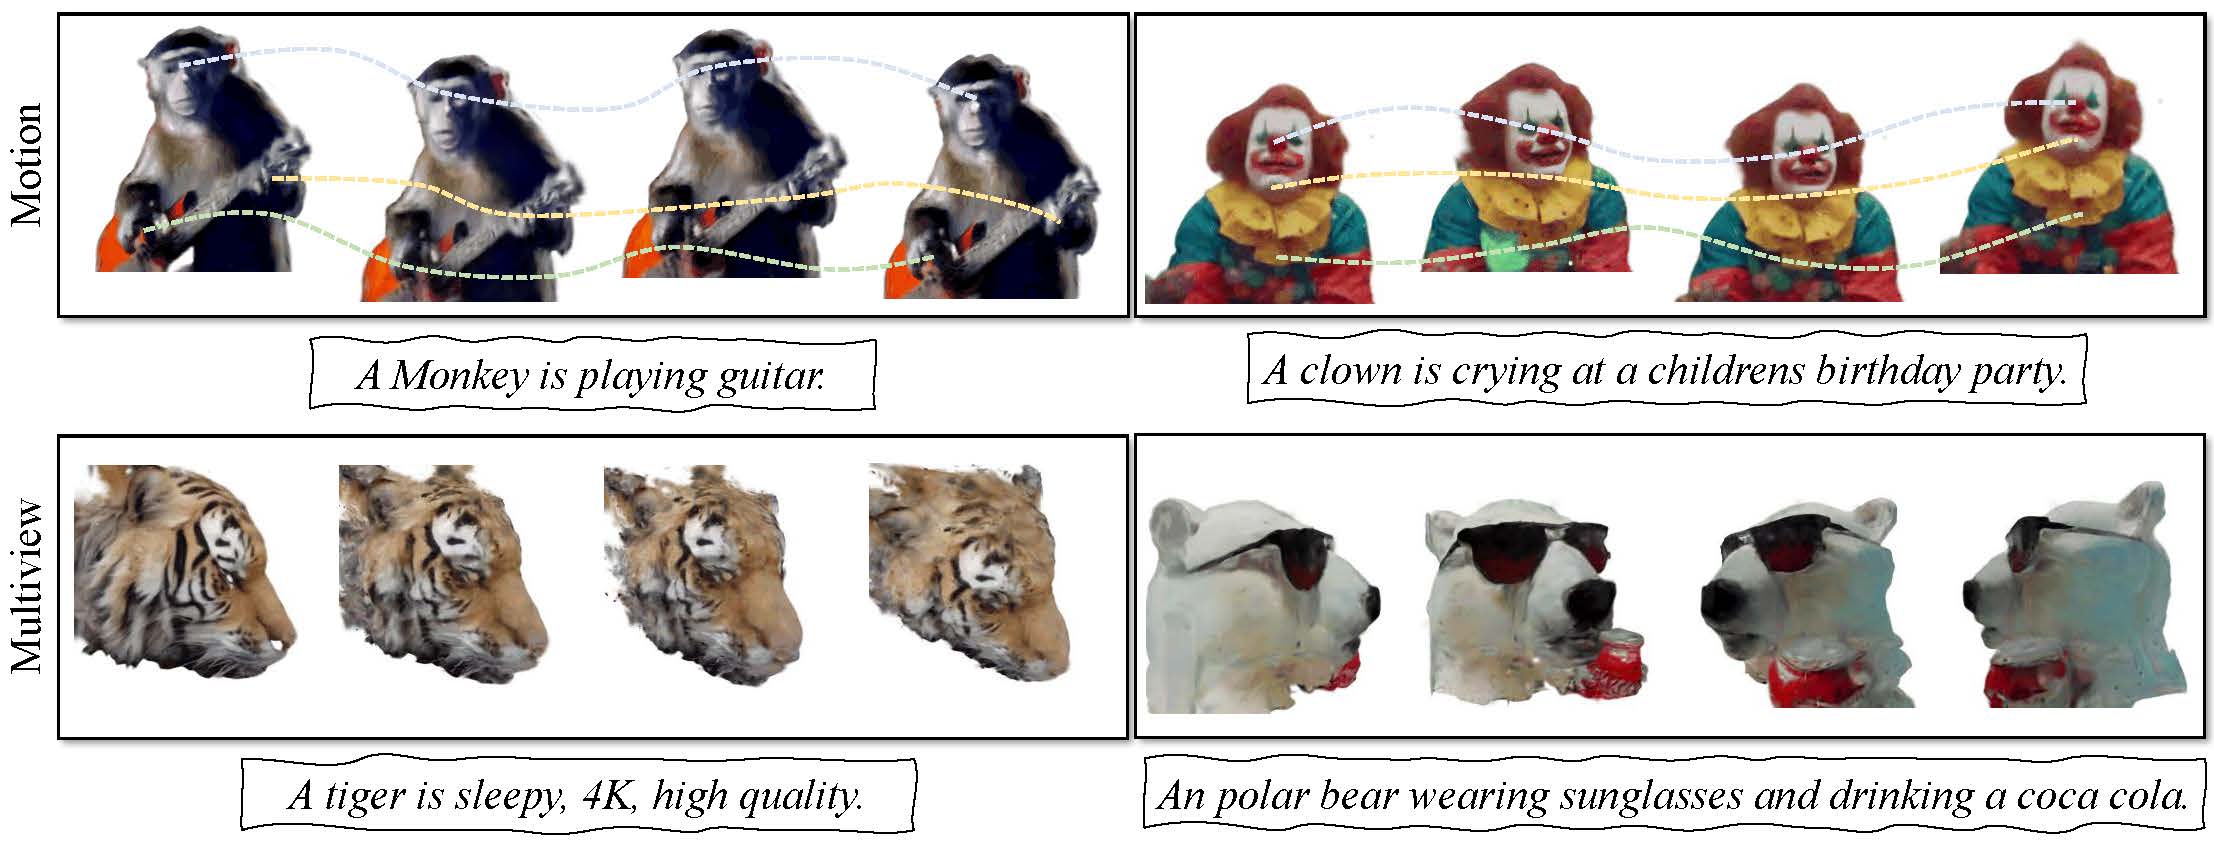 Motion
A Monkey is playing guitar.
A clown is crying at a childrens birthday party.
Multiview
A tiger is sleepy, 4K, high quality.
An polar bear wearing sunglasses and drinking a coca cola.